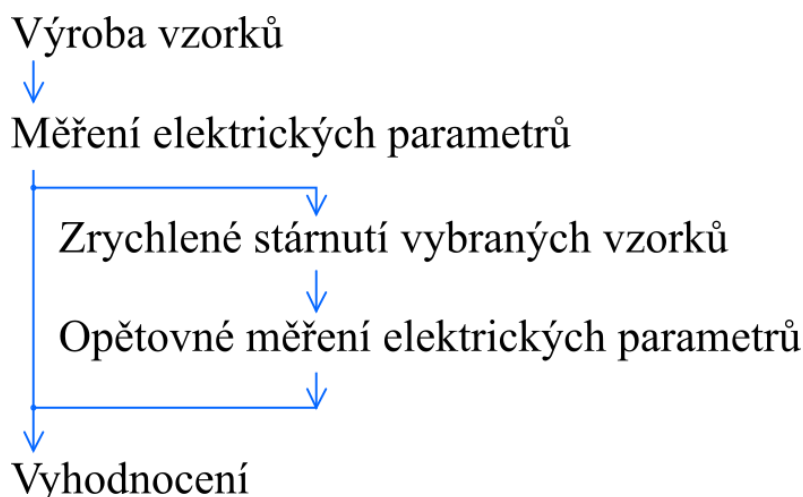 Výroba vzorků
Měření elektrických parametrů
Zrychlené stárnutí vybraných vzorků
Opětovné měření elektrických parametrů
Vyhodnocení